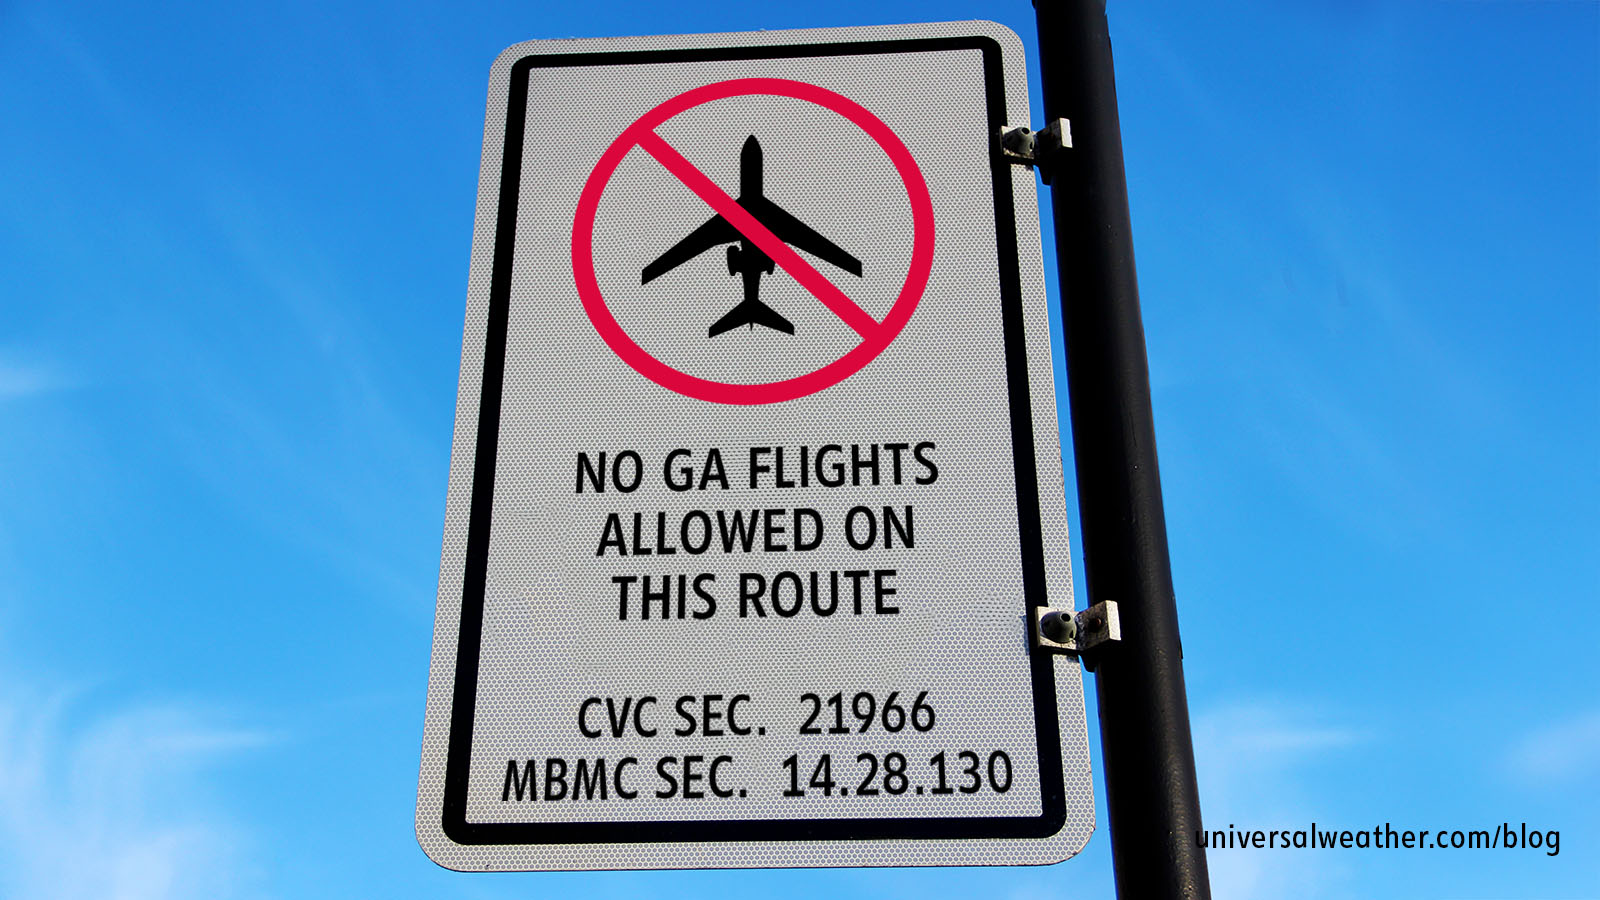 NO GA FLIGHTS
ALLOWED ON
THIS ROUTE
CVC SEC. 21966
MBMC SEC. 14.28.130
universalweather.com/blog